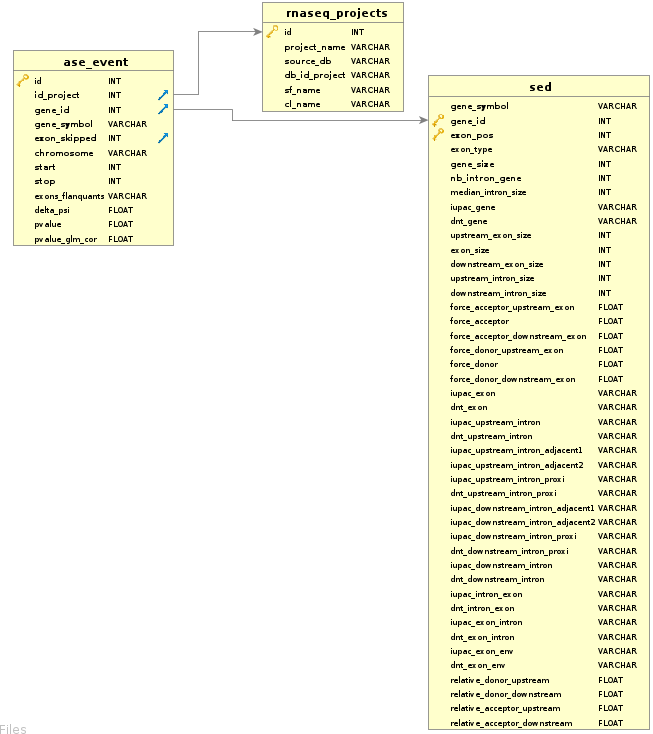 rnaseq_projects
id INT
project_name VARCHAR
source_db VARCHAR
db_id_project VARCHAR
sf_name VARCHAR
cl_name VARCHAR
ase_event
id INT
id_project INT
gene_id INT
gene_symbol VARCHAR
exon_skipped INT
chromosome VARCHAR
start INT
stop INT
exons_flanquants VARCHAR
delta_psi FLOAT
pvalue FLOAT
pvalue_glm_cor FLOAT
sed
gene_symbol VARCHAR
gene_id INT
exon_pos INT
exon_type VARCHAR
gene_size INT
nb_intron_gene INT
median_intron_size INT
iupac_gene VARCHAR
dnt_gene VARCHAR
upstream_exon_size INT
exon_size INT
downstream_exon_size INT
upstream_intron_size INT
downstream_intron_size INT
force_acceptor_upstream_exon FLOAT
force_acceptor FLOAT
force_acceptor_downstream_exon FLOAT
force_donor_upstream_exon FLOAT
force_donor FLOAT
force_donor_downstream_exon FLOAT
iupac_exon VARCHAR
dnt_exon VARCHAR
iupac_upstream_intron VARCHAR
dnt_upstream_intron VARCHAR
iupac_upstream_intron_adjacent1 VARCHAR
iupac_upstream_intron_adjacent2 VARCHAR
iupac_upstream_intron_proxi VARCHAR
dnt_upstream_intron_proxi VARCHAR
iupac_downstream_intron_adjacent1 VARCHAR
iupac_downstream_intron_adjacent2 VARCHAR
iupac_downstream_intron_proxi VARCHAR
dnt_downstream_intron_proxi VARCHAR
iupac_downstream_intron VARCHAR
dnt_downstream_intron VARCHAR
iupac_intron_exon VARCHAR
dnt_intron_exon VARCHAR
iupac_exon_intron VARCHAR
dnt_exon_intron VARCHAR
iupac_exon_env VARCHAR
dnt_exon_env VARCHAR
relative_donor_upstream FLOAT
relative_donor_downstream FLOAT
relative_acceptor_upstream FLOAT
relative_acceptor_downstream FLOAT
Files